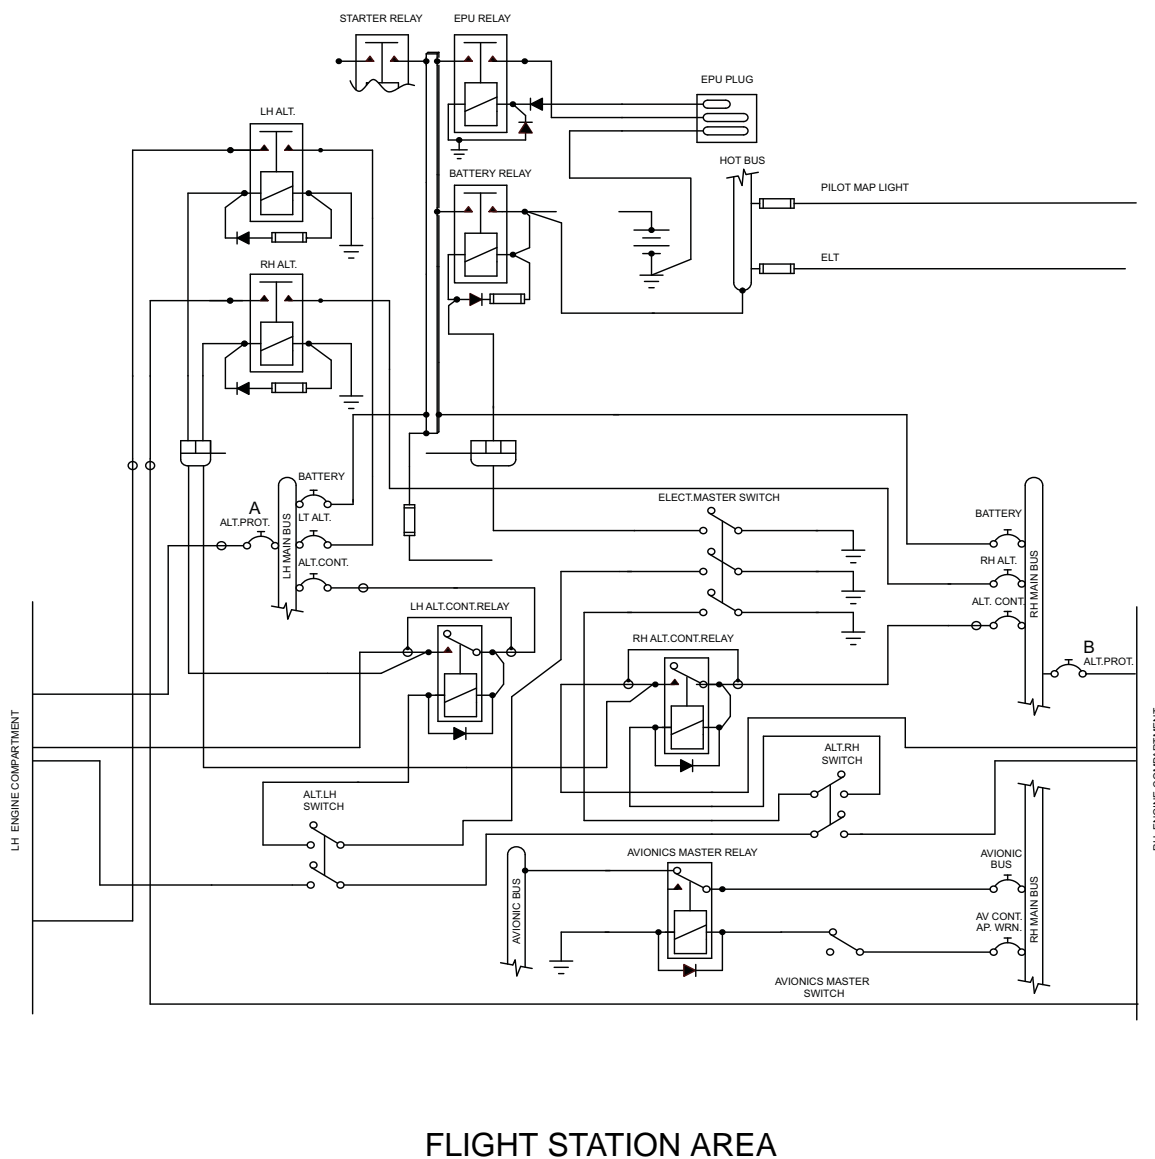 STARTER RELAY
EPU RELAY
EPU PLUG
LH ALT.
HOT BUS
BATTERY RELAY
PILOT MAP LIGHT
ELT
RH ALT.
BATTERY
A
ALT.PROT.
LT ALT.
LH MAIN BUS
ALT.CONT.
ELECT.MASTER SWITCH
BATTERY
RH ALT.
ALT. CONT.
RH MAIN BUS
B
ALT.PROT.
LH ALT.CONT.RELAY
RH ALT.CONT.RELAY
LH ENGINE COMPARTMENT
ALT.RH
SWITCH
ALT.LH
SWITCH
AVIONICS MASTER RELAY
AVIONIC BUS
AVIONIC
BUS
AV CONT.
AP. WRN.
RH MAIN BUS
AVIONICS MASTER
SWITCH
FLIGHT STATION AREA